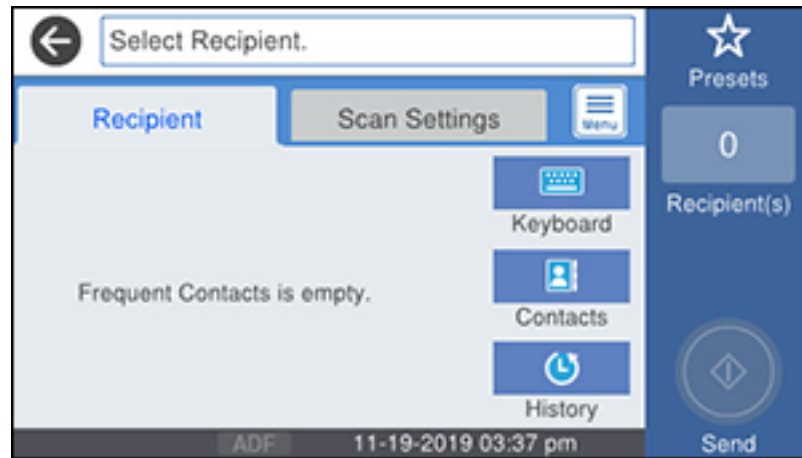 Select Recipient.
Presets
Recipient
Scan Settings
Menu
0
Recipient(s)
Keyboard
Frequent Contacts is empty.
Contacts
History
ADF
11-19-2019 03:37 pm
Send